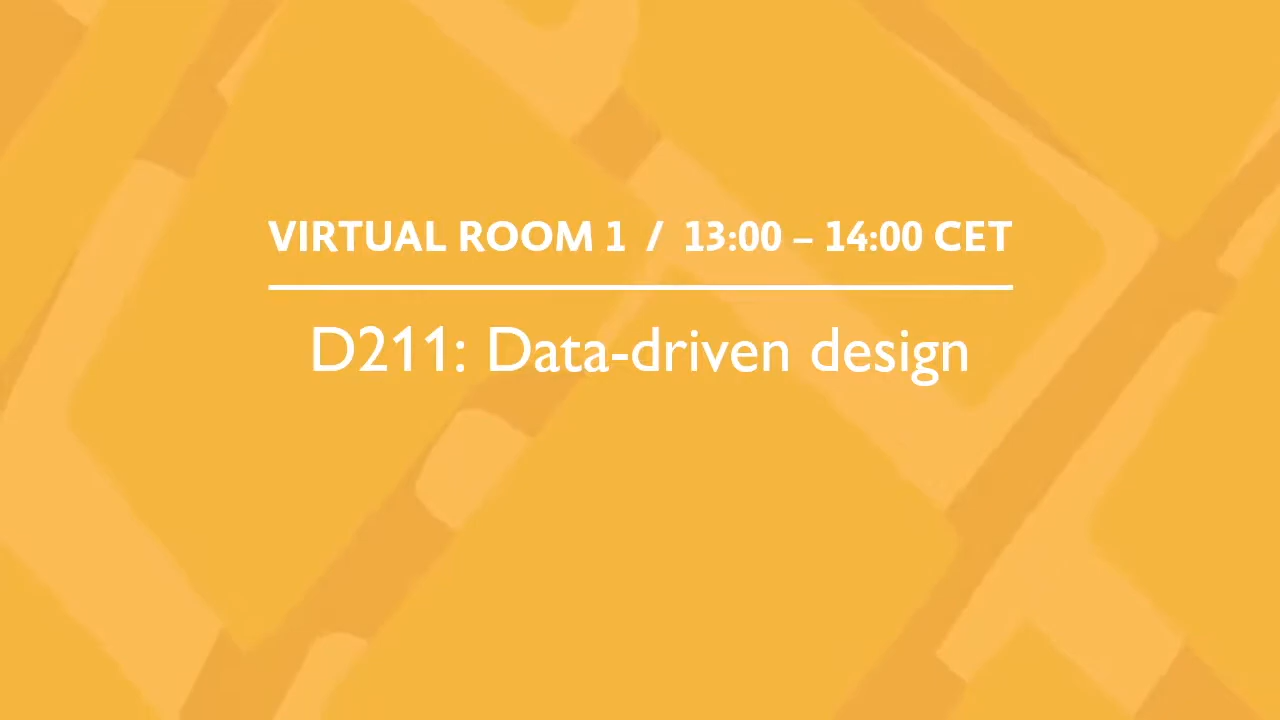 VIRTUAL ROOM 1 / 13:00 – 14:00 CET
D211: Data-driven design